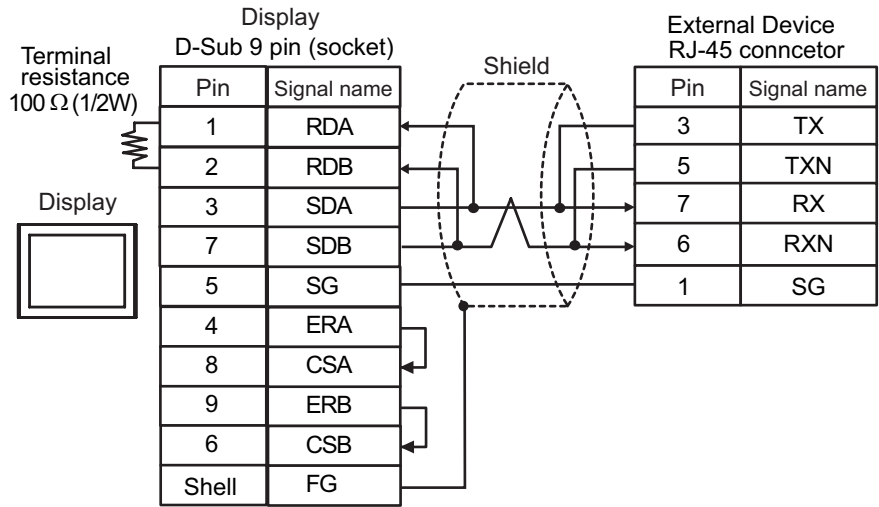 Display
D-Sub 9 pin (socket)
External Device
RJ-45 conncetor
Terminal
resistance
100 Ω (1/2W)
Shield
Pin Signal name
1 RDA
2 RDB
3 SDA
7 SDB
5 SG
4 ERA
8 CSA
9 ERB
6 CSB
Shell FG
Display
Pin Signal name
3 TX
5 TXN
7 RX
6 RXN
1 SG